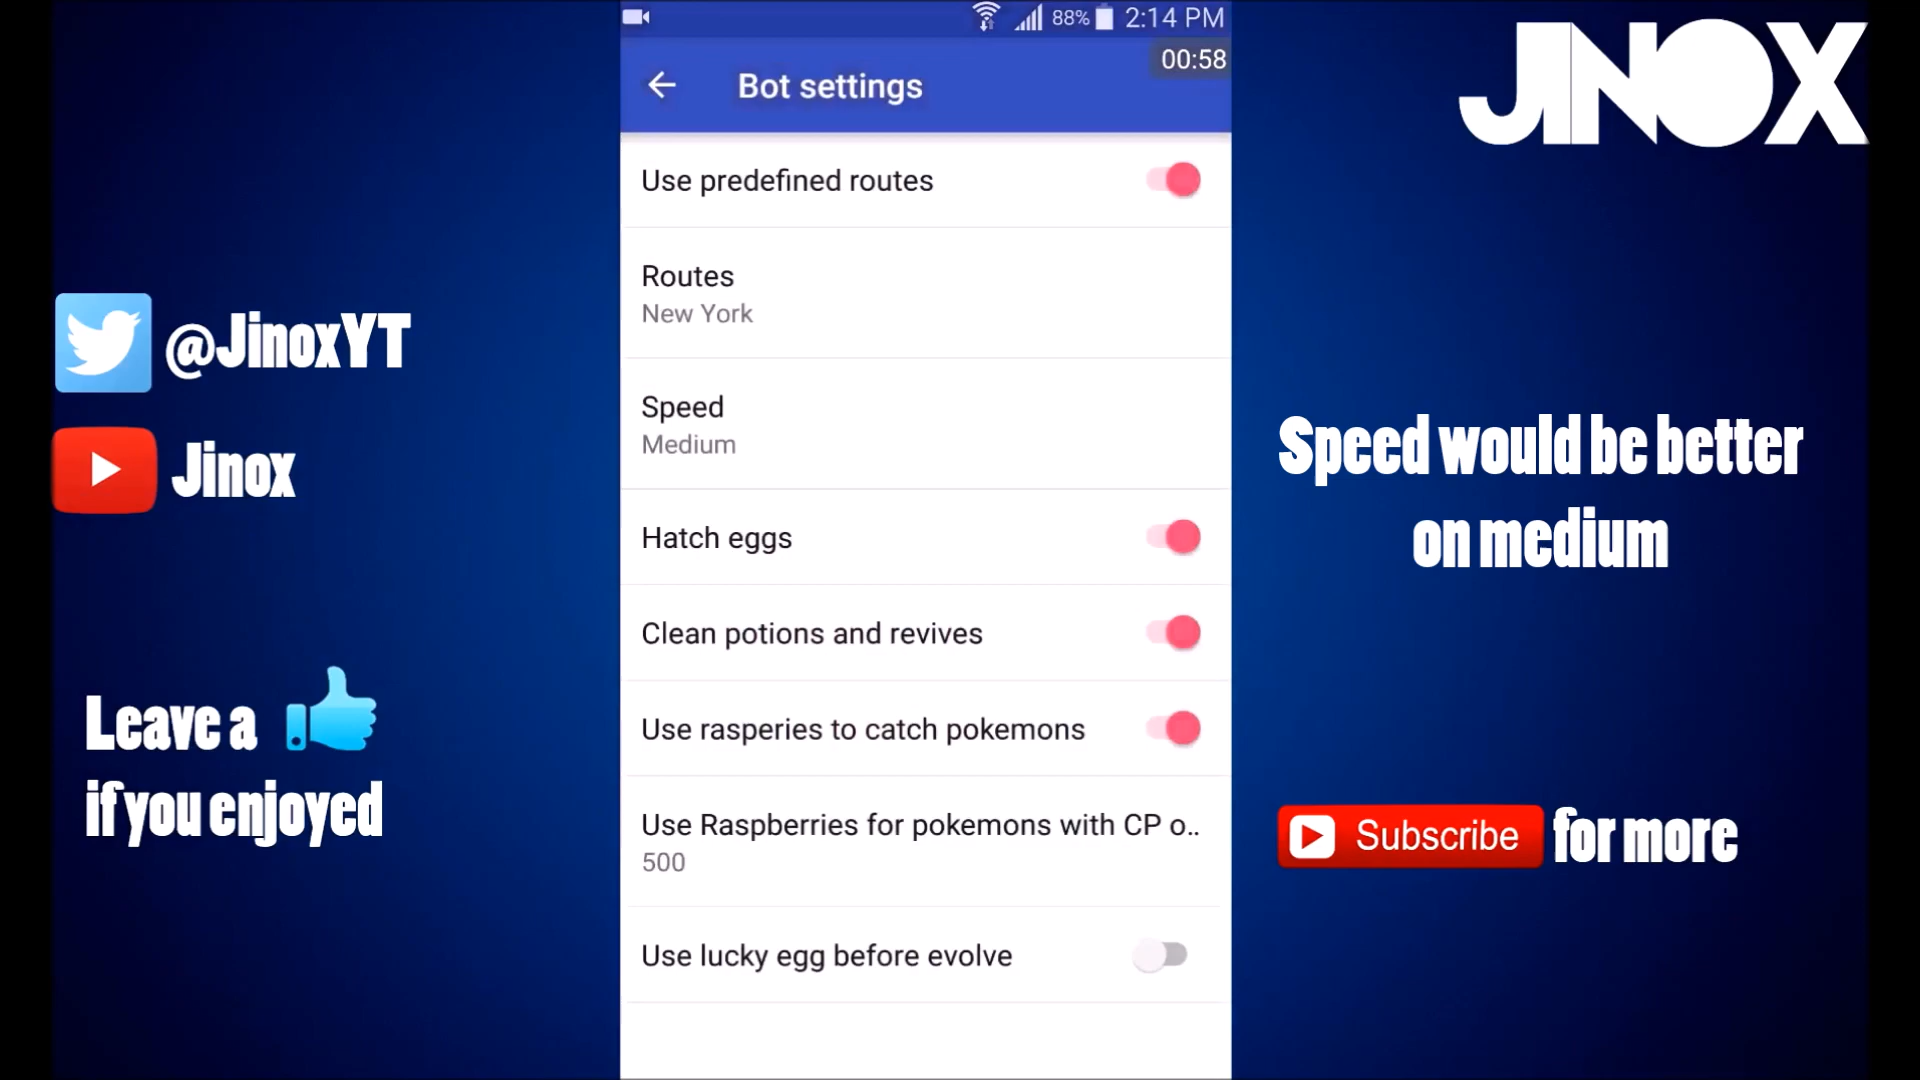 88% 2:14 PM
00:58
Bot settings
JINOX
Use predefined routes
Routes
New York
Speed
Medium
Hatch eggs
Clean potions and revives
Use rasperies to catch pokemons
Use Raspberries for pokemons with CP o..
500
Use lucky egg before evolve
@JinoxYT
Jinox
Leave a
if you enjoyed
Speed would be better
on medium
Subscribe for more